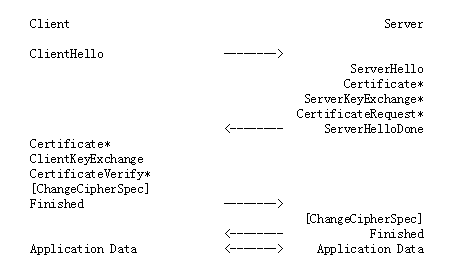 Client Server
ClientHello --------> 
ServerHello
Certificate*
ServerKeyExchange*
CertificateRequest*
<-------- ServerHelloDone
Certificate*
ClientKeyExchange
CertificateVerify*
[ChangeCipherSpec]
Finished -------->
[ChangeCipherSpec]
<-------- Finished
Application Data <-------> Application Data